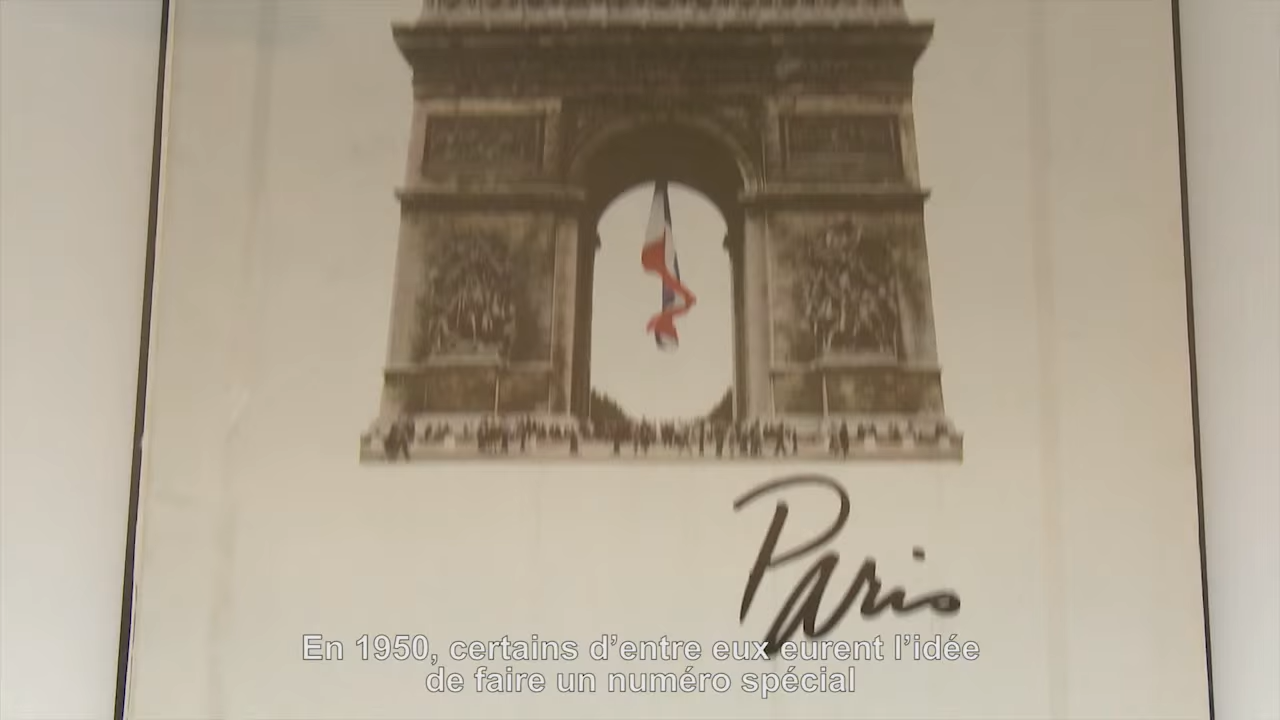 Paris
En 1950, certains d’entre eux eurent l’idée
de faire un numéro spécial